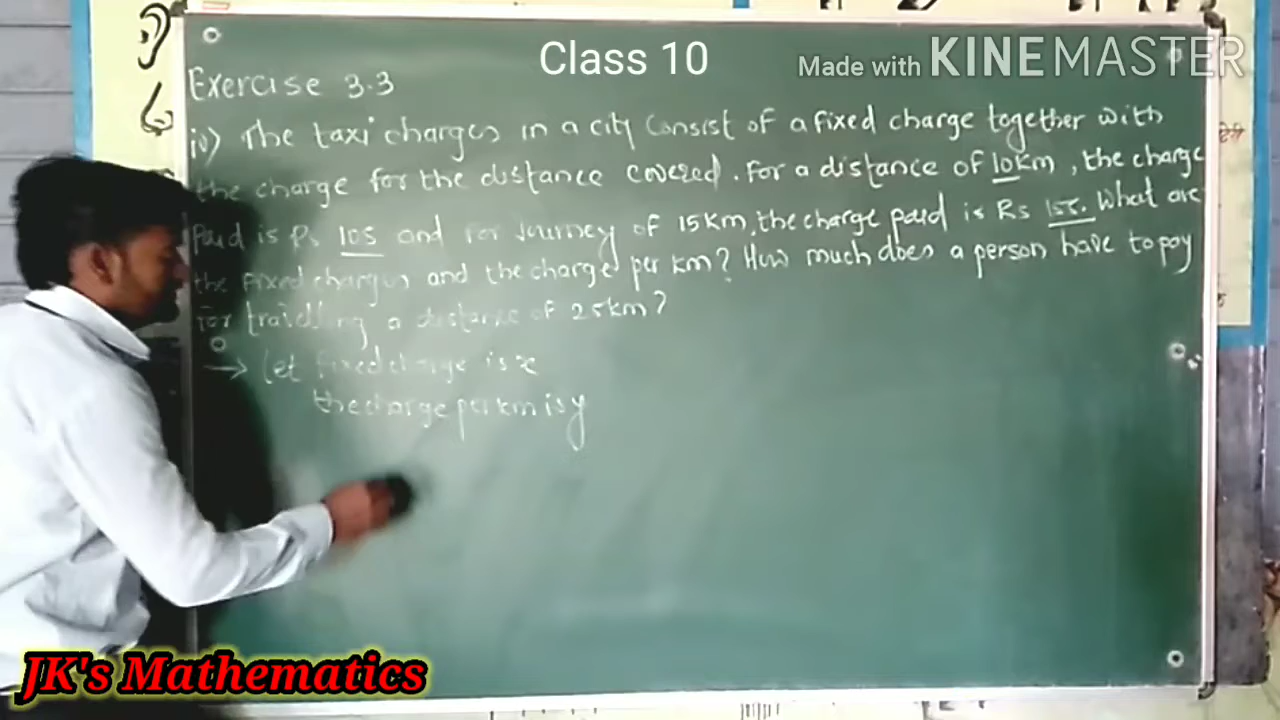 Class 10
Made with KINEMASTER
Exercise 3.3
iv) The taxi charges in a city consist of a fixed charge together with
the charge for the distance covered. For a distance of 10km, the charge
Paid is Rs 105 and for Journey of 15km, the charge paid is Rs 155. What are
the fixed charges and the charges per km? How much does a person have to pay
for travelling a distance of 25km?
→ Let fixed charge is x
the charge per km is y
JK's Mathematics